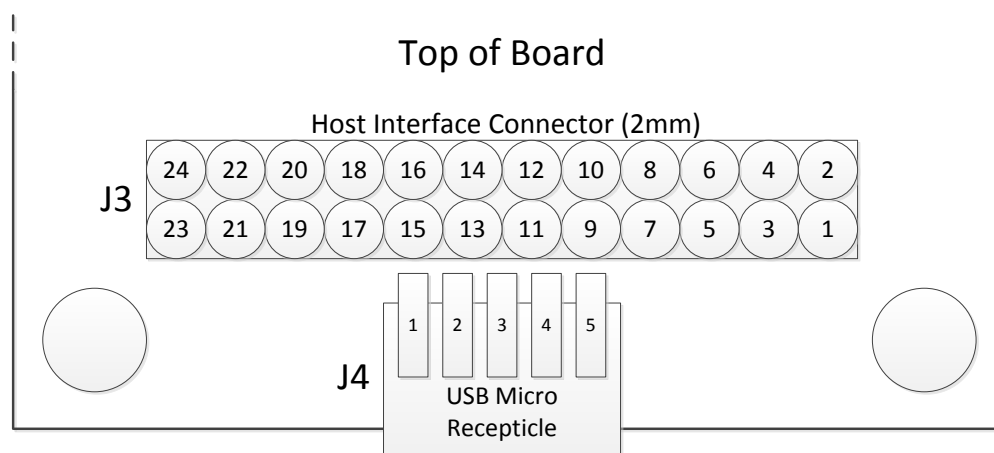 Top of Board
Host Interface Connector (2mm)
J3
24 22 20 18 16 14 12 10 8 6 4 2
23 21 19 17 15 13 11 9 7 5 3 1
1 2 3 4 5
J4
USB Micro
Recepticle